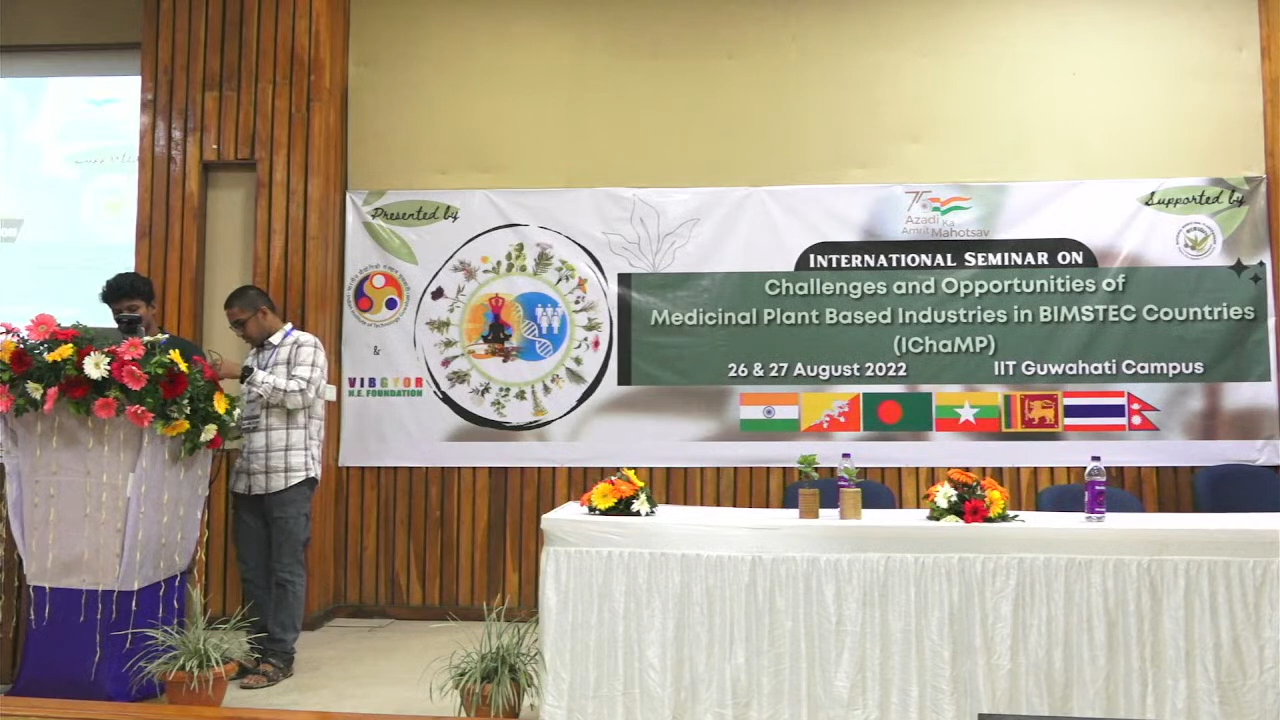 Presented by
&
VIBGYOR
N.E. FOUNDATION
75
Azadi Ka
Amrit Mahotsav
Supported by
INTERNATIONAL SEMINAR ON
Challenges and Opportunities of
Medicinal Plant Based Industries in BIMSTEC Countries
(IChaMP)
26 & 27 August 2022 IIT Guwahati Campus